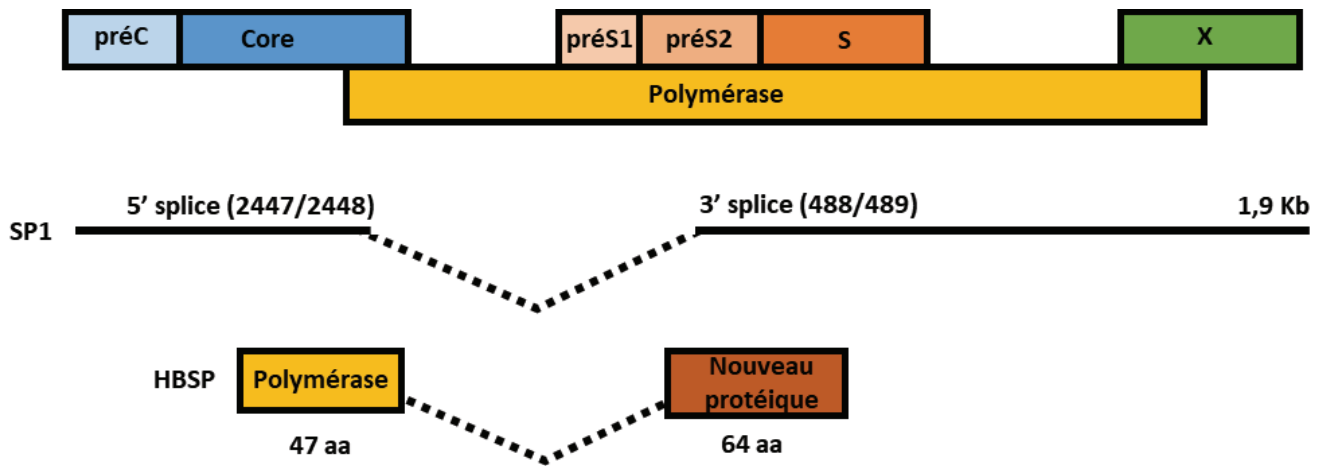 préC Core préS1 préS2 S X
Polymérase
5’ splice (2447/2448) 3’ splice (488/489) 1,9 Kb
SP1
HBSP Polymérase Nouveau
protéique
47 aa 64 aa